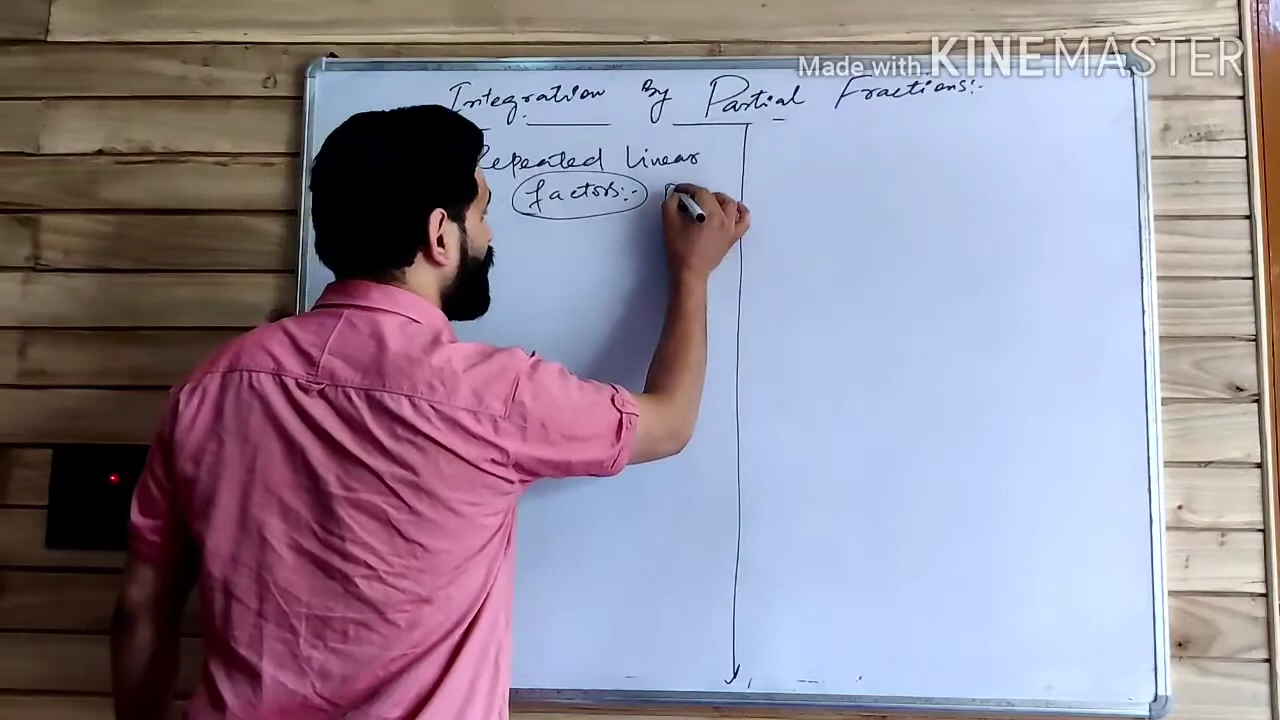 Made with KINEMASTER
Integration By Partial Fractions:-
Repeated Linear
factors:-